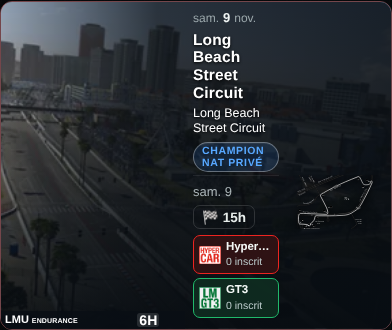 sam. 9 nov.
Long
Beach
Street
Circuit
Long Beach
Street Circuit
CHAMPION
NAT PRIVÉ
sam. 9
15h
HYPER
CAR
Hyper...
0 inscrit
LM
GT3
GT3
0 inscrit
LMU ENDURANCE
6H